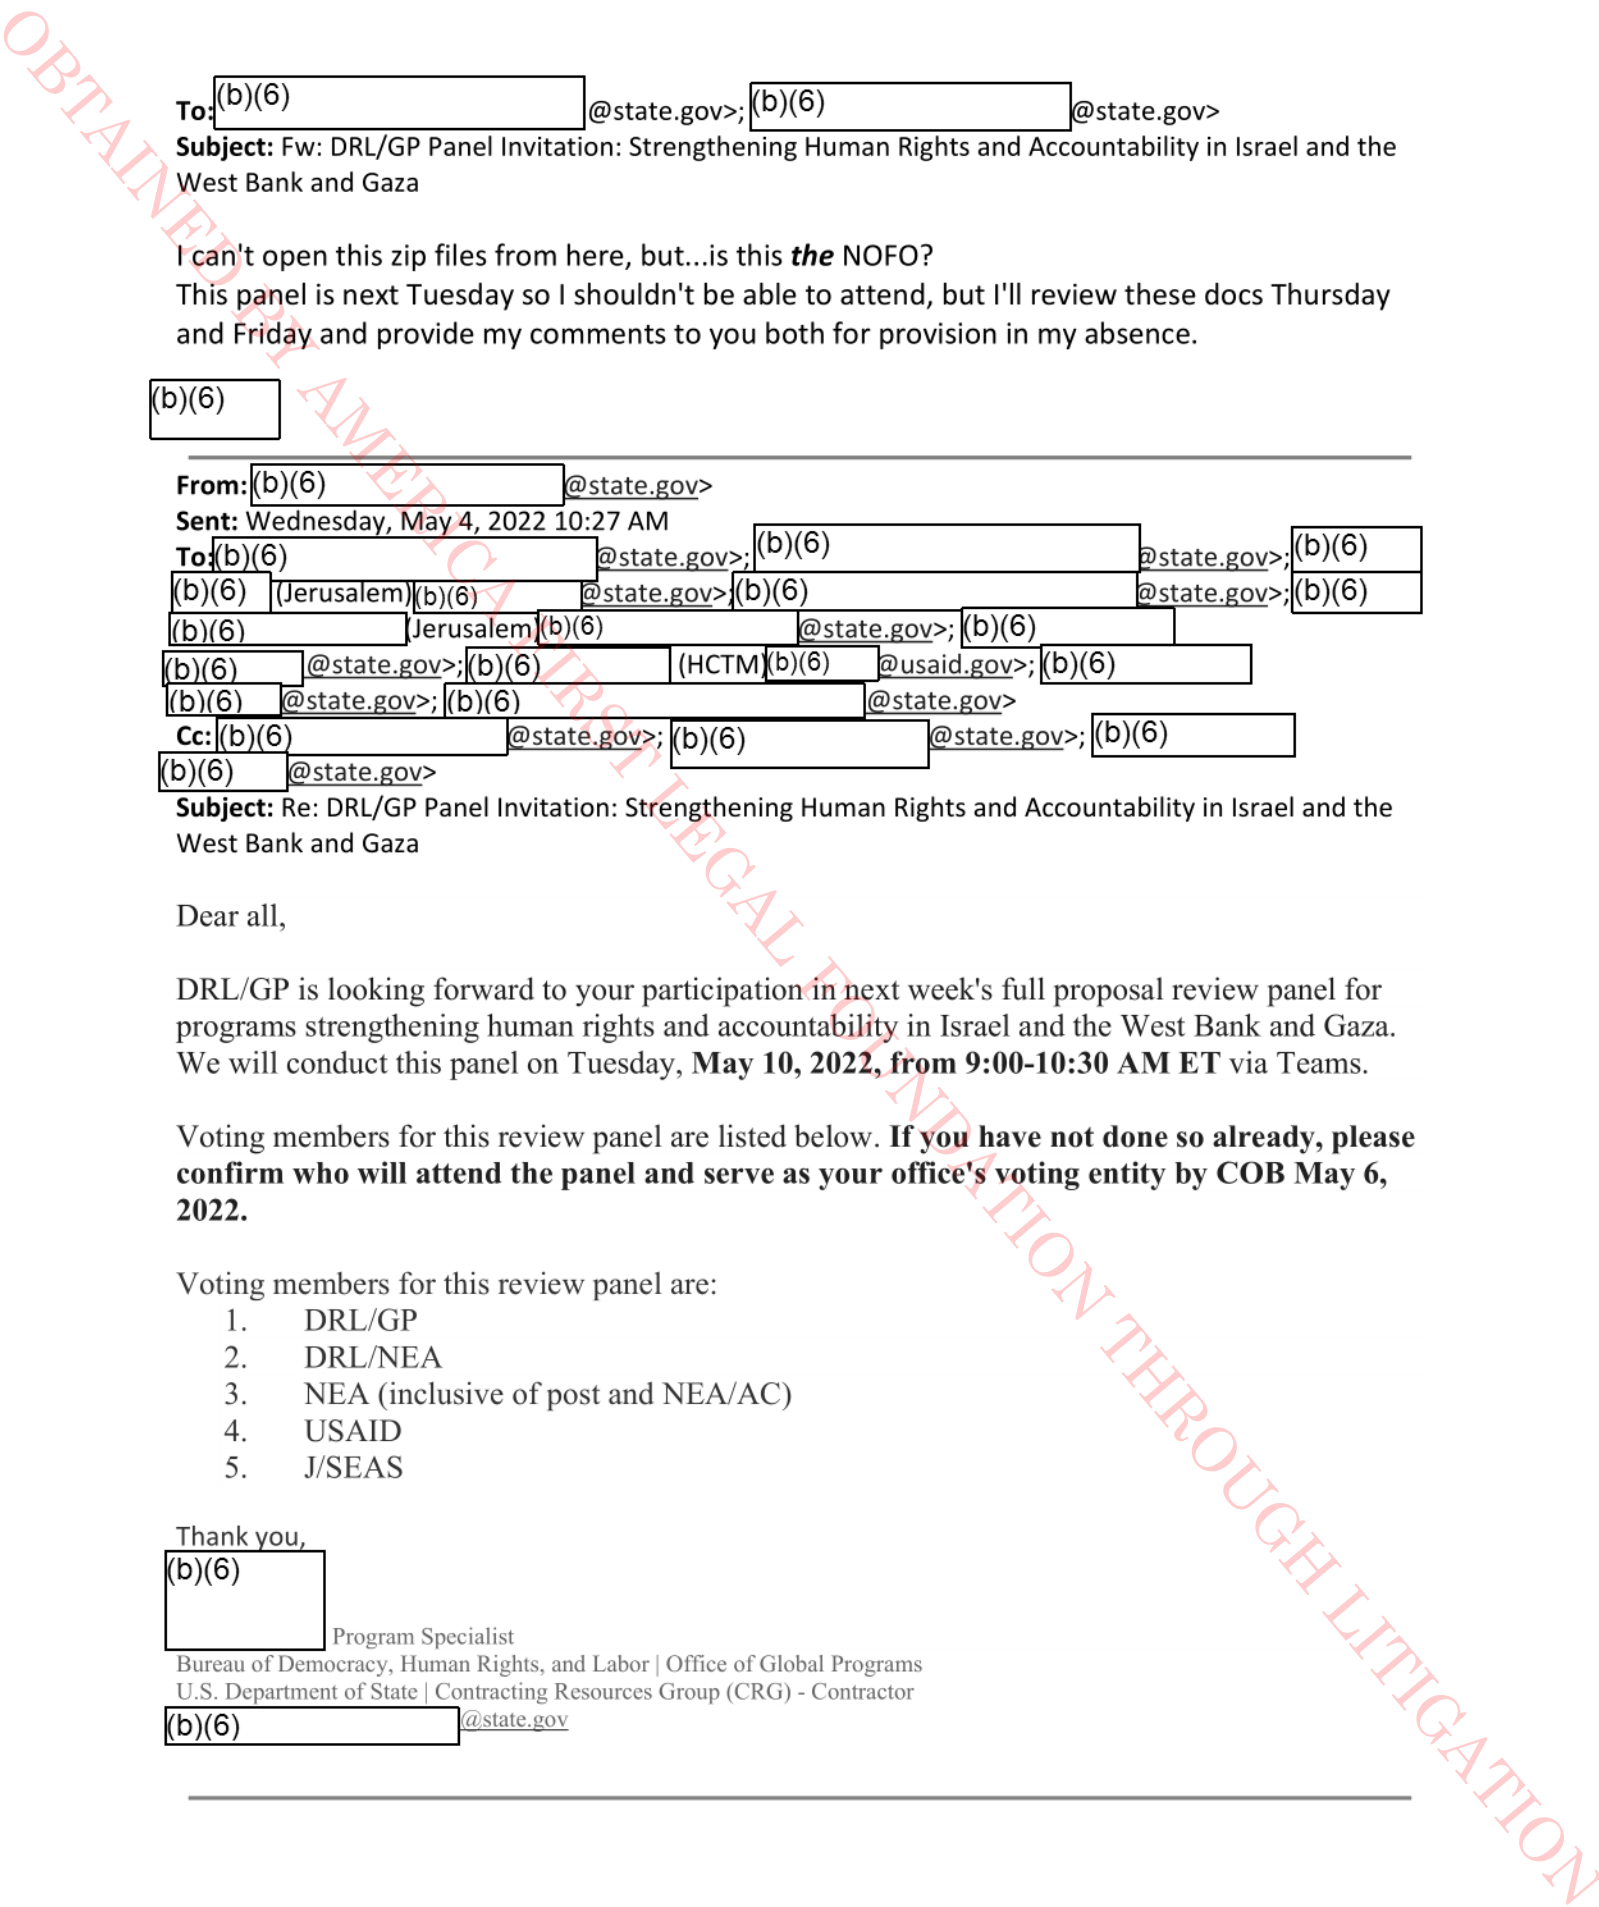 To: (b)(6) @state.gov>; (b)(6) @state.gov>
Subject: Fw: DRL/GP Panel Invitation: Strengthening Human Rights and Accountability in Israel and the
West Bank and Gaza
I can't open this zip files from here, but...is this the NOFO?
This panel is next Tuesday so I shouldn't be able to attend, but I'll review these docs Thursday
and Friday and provide my comments to you both for provision in my absence.
(b)(6)
From: (b)(6) @state.gov>
Sent: Wednesday, May 4, 2022 10:27 AM
To: (b)(6) @state.gov>; (b)(6) @state.gov>; (b)(6)
(b)(6) (Jerusalem) (b)(6) @state.gov>; (b)(6) @state.gov>; (b)(6)
(b)(6) (Jerusalem) (b)(6) @state.gov>; (b)(6)
(b)(6) @state.gov>; (b)(6) (HCTM) (b)(6) @usaid.gov>; (b)(6)
(b)(6) @state.gov>; (b)(6) @state.gov>
Cc: (b)(6) @state.gov>; (b)(6) @state.gov>; (b)(6)
(b)(6) @state.gov>
Subject: Re: DRL/GP Panel Invitation: Strengthening Human Rights and Accountability in Israel and the
West Bank and Gaza
Dear all,
DRL/GP is looking forward to your participation in next week's full proposal review panel for
programs strengthening human rights and accountability in Israel and the West Bank and Gaza.
We will conduct this panel on Tuesday, May 10, 2022, from 9:00-10:30 AM ET via Teams.
Voting members for this review panel are listed below. If you have not done so already, please
confirm who will attend the panel and serve as your office's voting entity by COB May 6,
2022.
Voting members for this review panel are:
1. DRL/GP
2. DRL/NEA
3. NEA (inclusive of post and NEA/AC)
4. USAID
5. J/SEAS
Thank you,
(b)(6)
Program Specialist
Bureau of Democracy, Human Rights, and Labor | Office of Global Programs
U.S. Department of State | Contracting Resources Group (CRG) - Contractor
(b)(6) @state.gov
OBTAINED BY AMERICA FIRST LEGAL FOUNDATION THROUGH LITIGATION